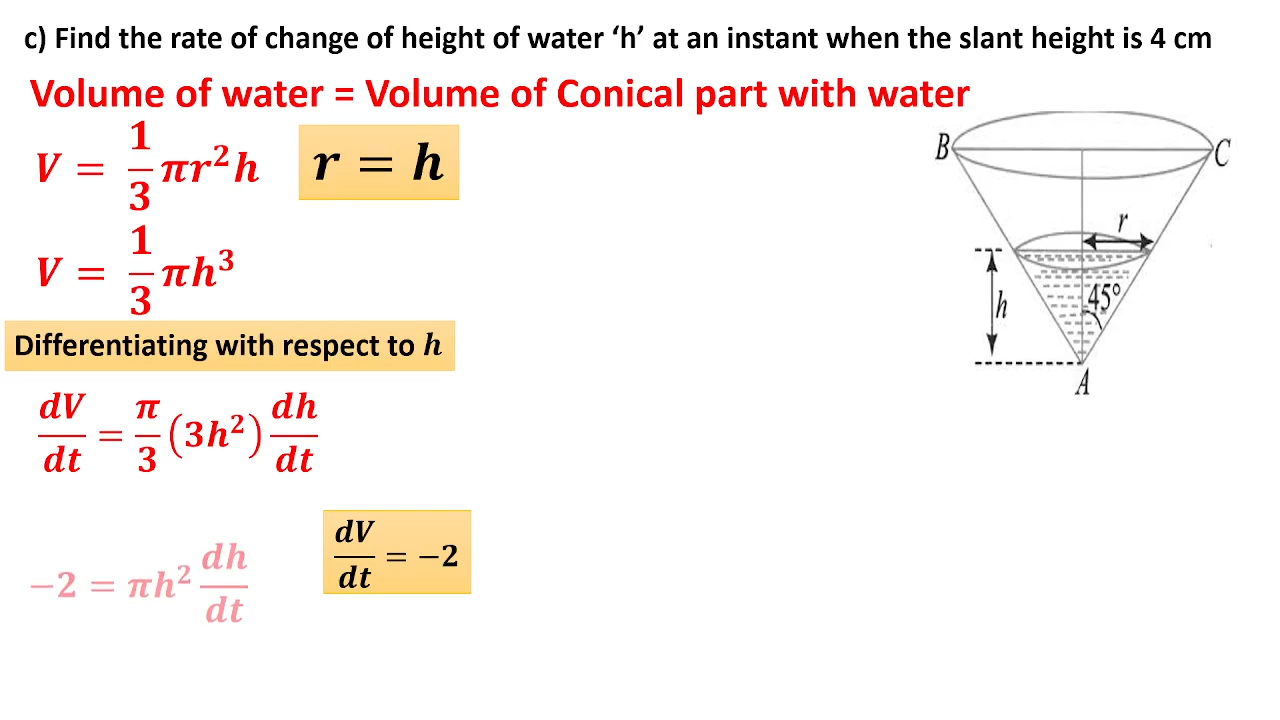 c) Find the rate of change of height of water ‘h’ at an instant when the slant height is 4 cm
Volume of water = Volume of Conical part with water
V = 1/3 πr²h
r = h
V = 1/3 πh³
Differentiating with respect to h
dV/dt = π/3 (3h²) dh/dt
−2 = πh² dh/dt
dV/dt = −2
B
C
r
h
45°
A